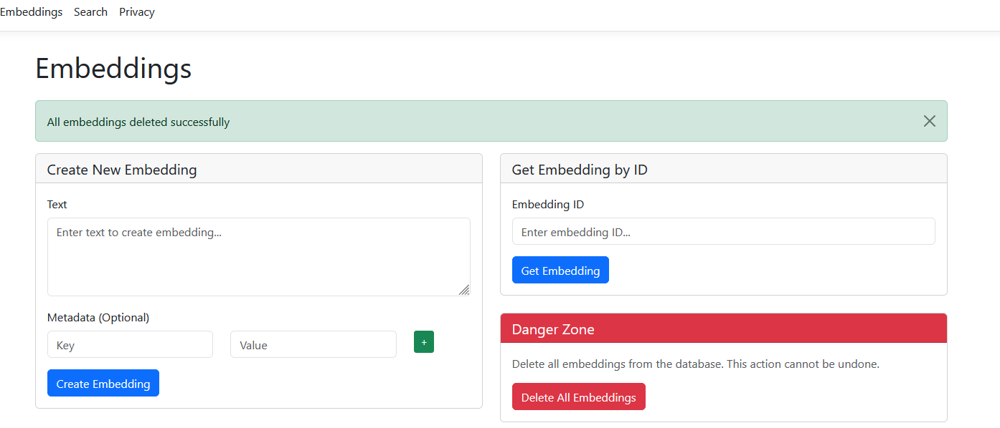 Embeddings Search Privacy
Embeddings
All embeddings deleted successfully
Create New Embedding
Text
Enter text to create embedding...
Metadata (Optional)
Key Value +
Create Embedding
Get Embedding by ID
Embedding ID
Enter embedding ID...
Get Embedding
Danger Zone
Delete all embeddings from the database. This action cannot be undone.
Delete All Embeddings